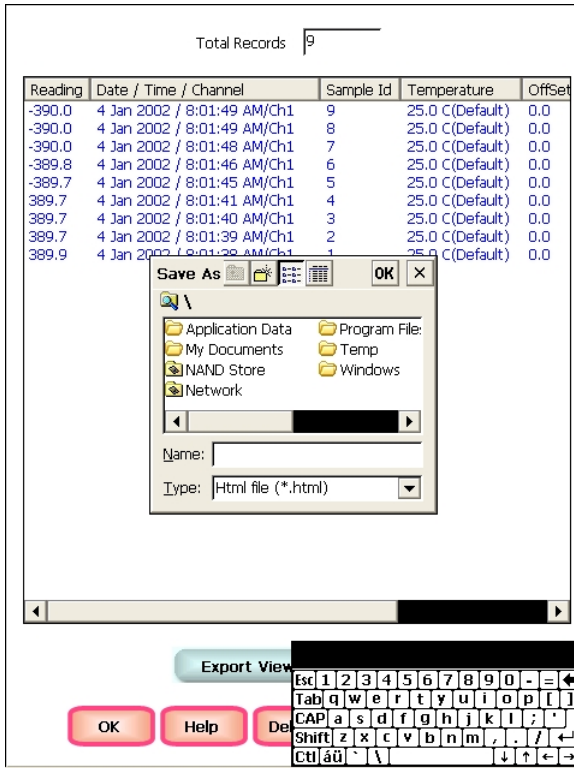 Total Records 9
Reading Date / Time / Channel Sample Id Temperature OffSet
-390.0 4 Jan 2002 / 8:01:49 AM/Ch1 9 25.0 C(Default) 0.0
-390.0 4 Jan 2002 / 8:01:49 AM/Ch1 8 25.0 C(Default) 0.0
-390.0 4 Jan 2002 / 8:01:48 AM/Ch1 7 25.0 C(Default) 0.0
-389.8 4 Jan 2002 / 8:01:46 AM/Ch1 6 25.0 C(Default) 0.0
-389.7 4 Jan 2002 / 8:01:45 AM/Ch1 5 25.0 C(Default) 0.0
389.7 4 Jan 2002 / 8:01:41 AM/Ch1 4 25.0 C(Default) 0.0
389.7 4 Jan 2002 / 8:01:40 AM/Ch1 3 25.0 C(Default) 0.0
389.7 4 Jan 2002 / 8:01:39 AM/Ch1 2 25.0 C(Default) 0.0
389.9 4 Jan 2002 / 8:01:38 AM/Ch1 1 25.0 C(Default) 0.0
Save As OK ×
\
Application Data Program File
My Documents Temp
NAND Store Windows
Network
Name:
Type: Html file (*.html)
Export View
Esc 1 2 3 4 5 6 7 8 9 0 - =
Tab q w e r t y u i o p [ ]
CAP a s d f g h j k l ; '
Shift z x c v b n m , . /
Ctl áü ` \
OK Help Del